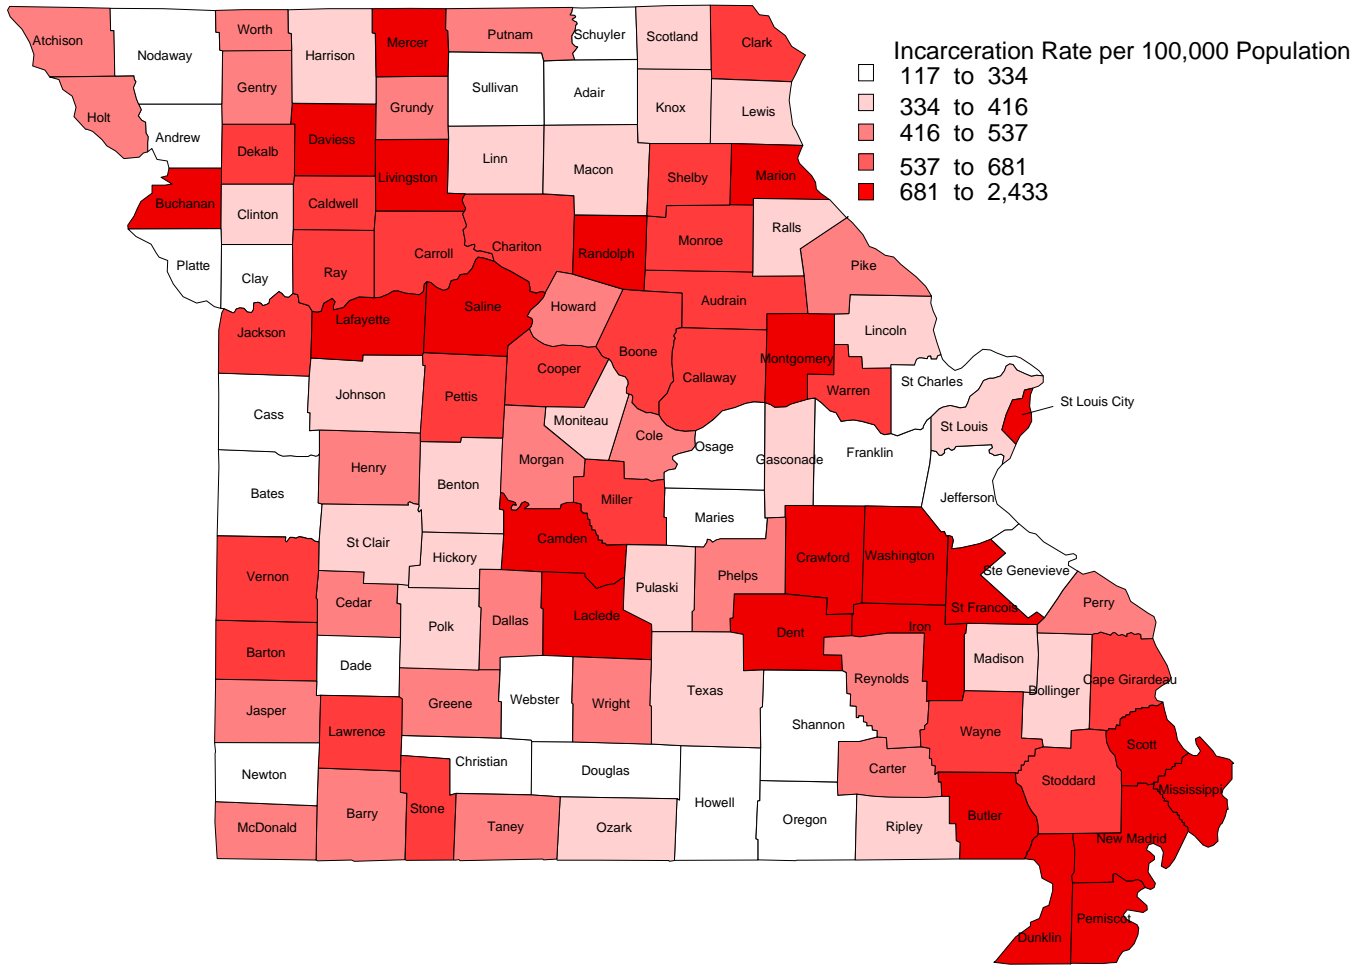 Incarceration Rate per 100,000 Population
117 to 334
334 to 416
416 to 537
537 to 681
681 to 2,433
Atchison
Nodaway
Worth
Harrison
Mercer
Putnam
Schuyler
Scotland
Clark
Holt
Andrew
Gentry
Grundy
Sullivan
Adair
Knox
Lewis
Dekalb
Daviess
Livingston
Linn
Macon
Shelby
Marion
Buchanan
Clinton
Caldwell
Carroll
Chariton
Randolph
Monroe
Ralls
Pike
Platte
Clay
Ray
Jackson
Lafayette
Saline
Howard
Boone
Audrain
Callaway
Montgomery
Lincoln
Warren
St Charles
St Louis
St Louis City
Cass
Johnson
Pettis
Cooper
Moniteau
Cole
Osage
Gasconade
Franklin
Jefferson
Bates
Henry
Benton
Morgan
Miller
Maries
Vernon
St Clair
Hickory
Camden
Pulaski
Phelps
Crawford
Washington
Ste Genevieve
St Francois
Perry
Cedar
Polk
Dallas
Laclede
Dent
Iron
Madison
Bollinger
Cape Girardeau
Barton
Dade
Greene
Webster
Wright
Texas
Shannon
Reynolds
Wayne
Scott
Mississippi
Jasper
Lawrence
Christian
Douglas
Howell
Oregon
Carter
Ripley
Butler
Stoddard
New Madrid
Newton
McDonald
Barry
Stone
Taney
Ozark
Dunklin
Pemiscot